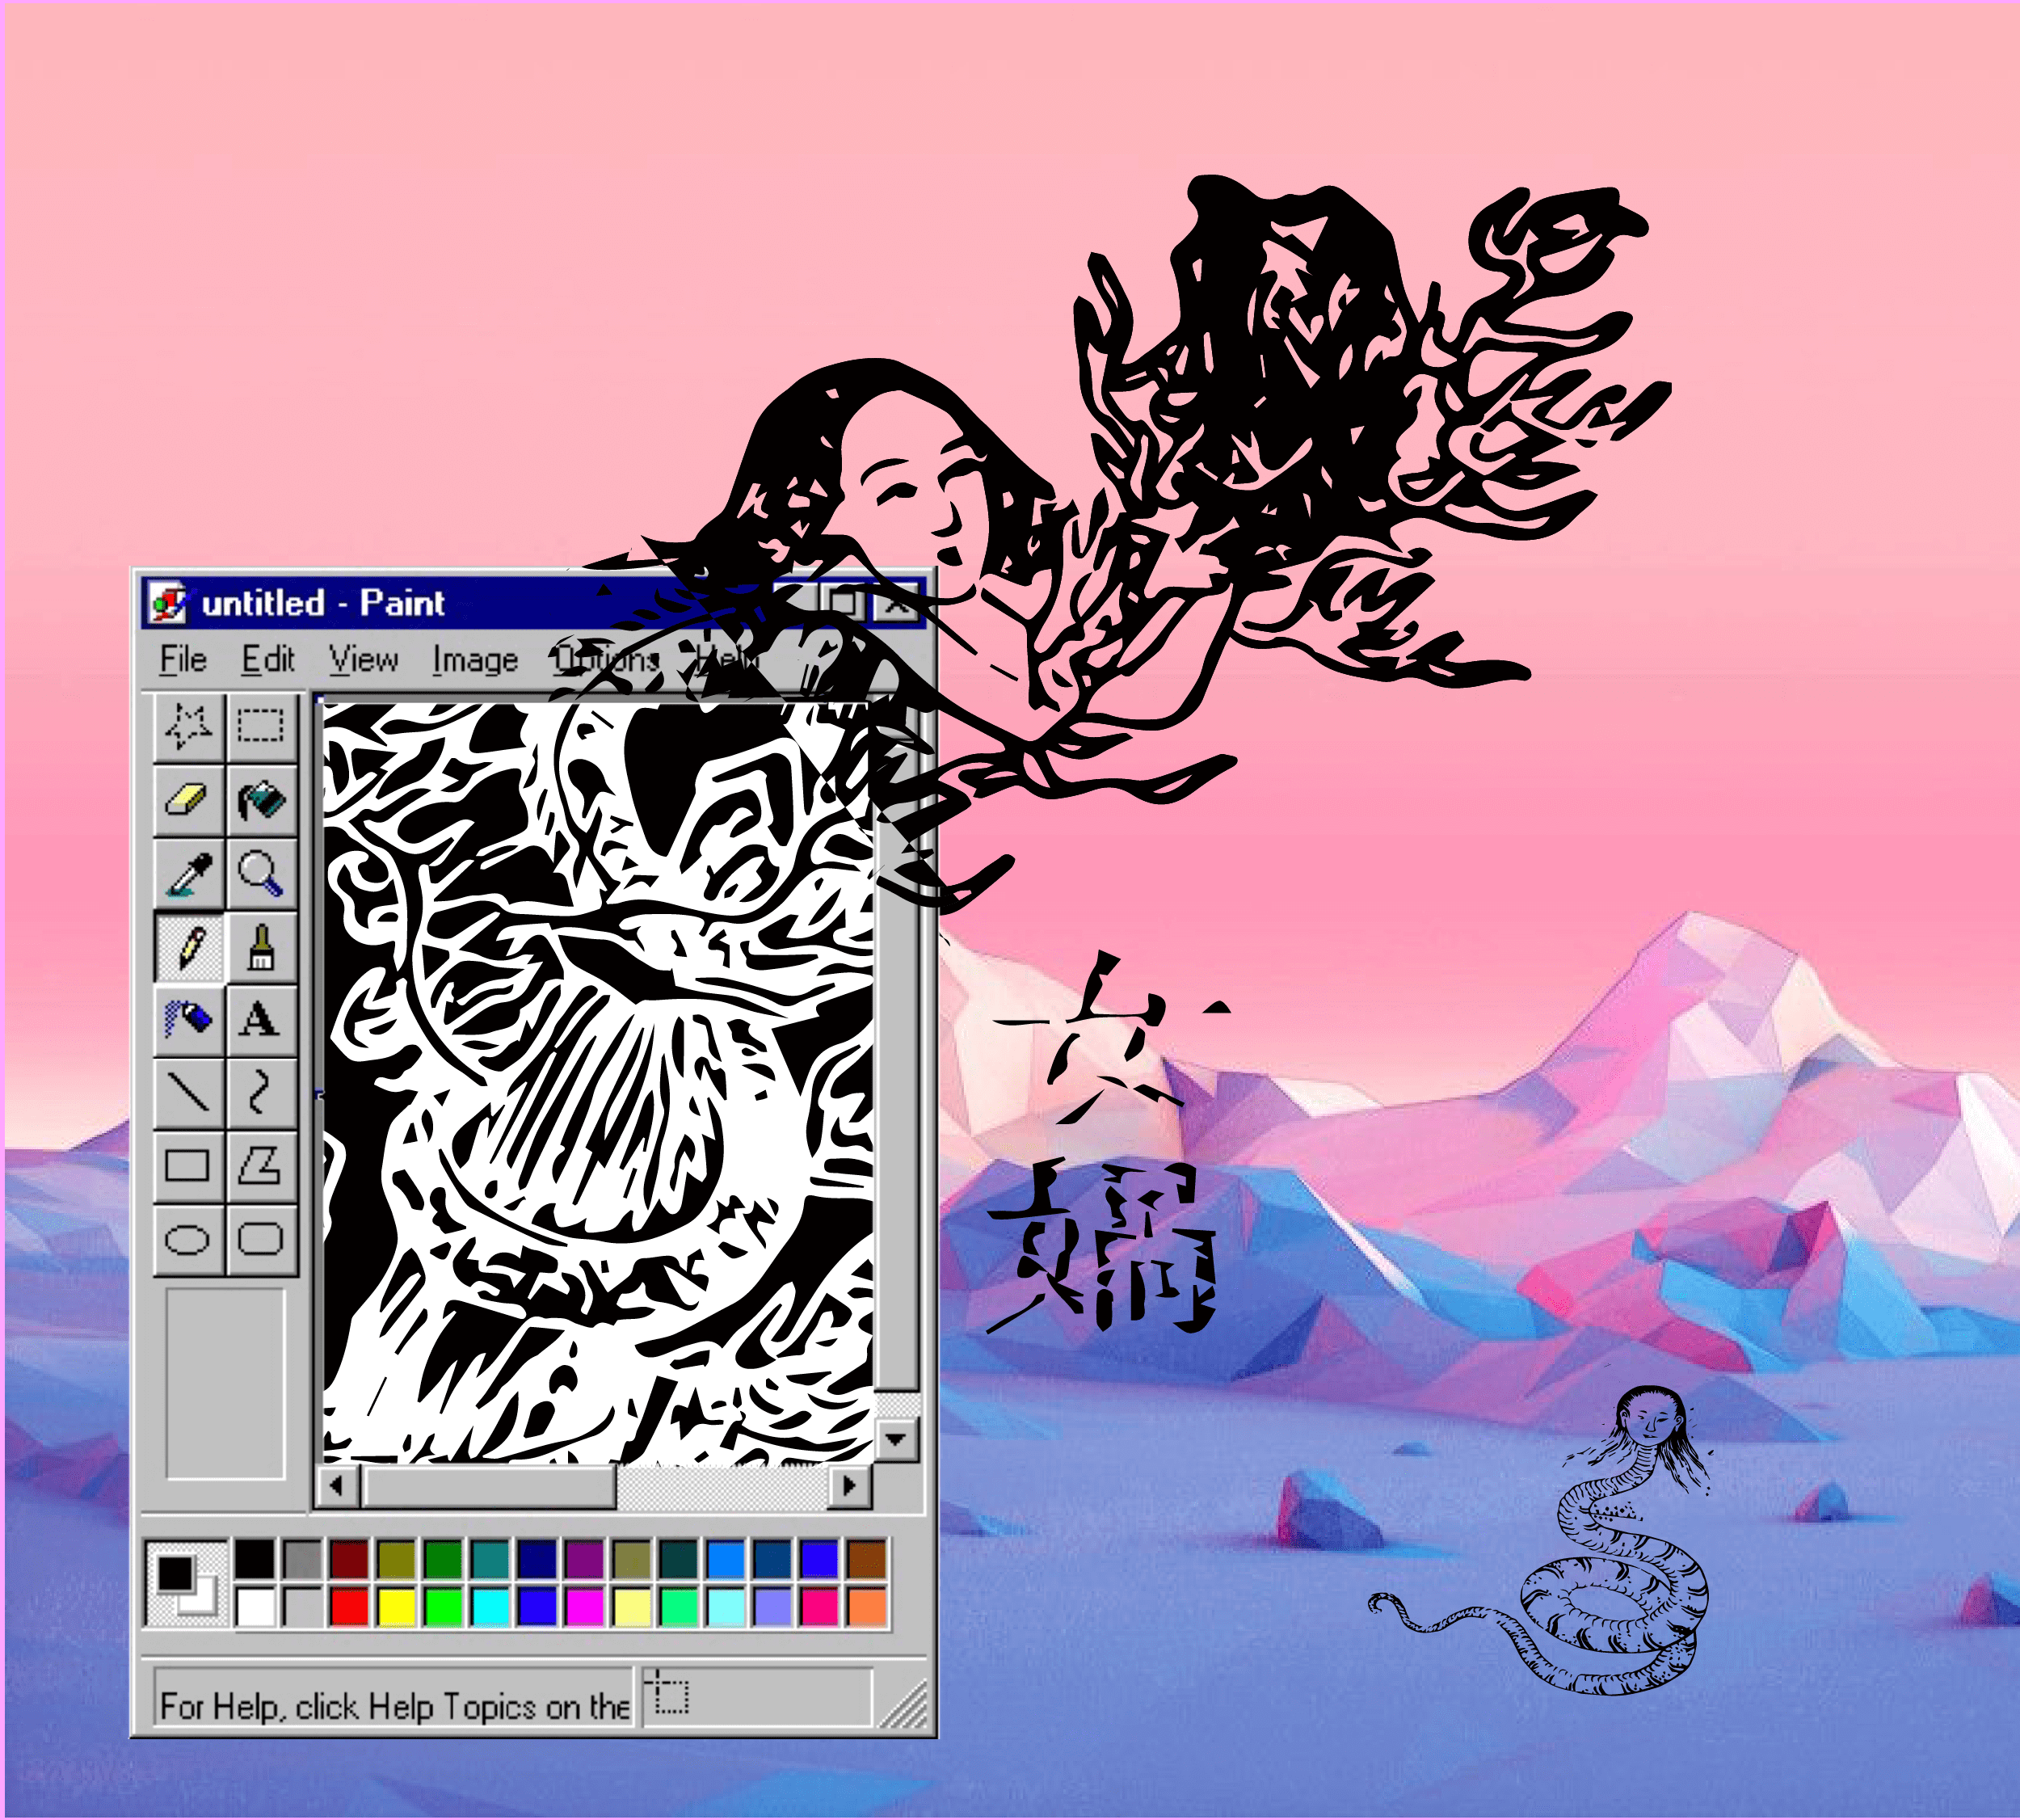 untitled - Paint
File Edit View Image Options Help
A
女
媧
For Help, click Help Topics on the